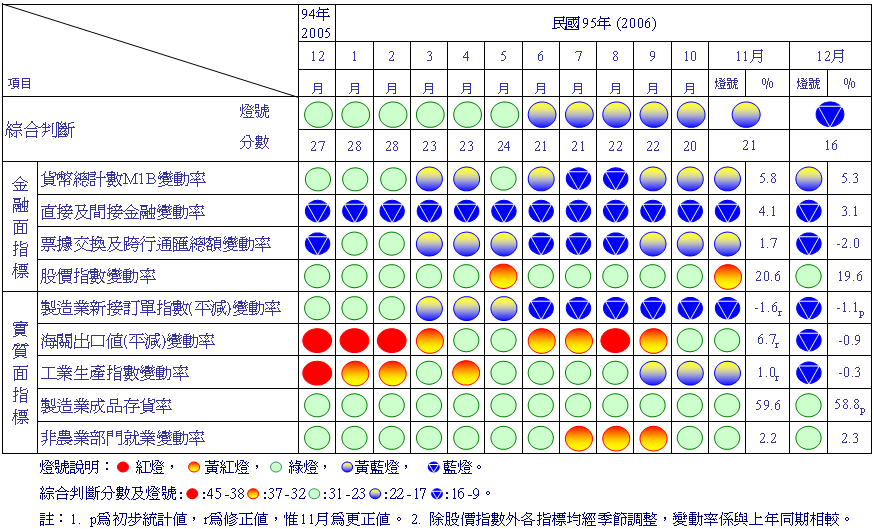 94年 2005 民國95年 (2006)
12 1 2 3 4 5 6 7 8 9 10 11月 12月
項目 月 月 月 月 月 月 月 月 月 月 月 燈號 % 燈號 %
綜合判斷 燈號
分數 27 28 28 23 23 24 21 21 22 22 20 21 16
金融面指標
貨幣總計數M1B變動率 5.8 5.3
直接及間接金融變動率 4.1 3.1
票據交換及跨行通匯總額變動率 1.7 -2.0
股價指數變動率 20.6 19.6
實質面指標
製造業新接訂單指數(平減)變動率 -1.6r -1.1p
海關出口值(平減)變動率 6.7r -0.9
工業生產指數變動率 1.0r -0.3
製造業成品存貨率 59.6 58.8p
非農業部門就業變動率 2.2 2.3
燈號說明： 紅燈， 黃紅燈， 綠燈， 黃藍燈， 藍燈。
綜合判斷分數及燈號: :45-38 :37-32 :31-23 :22-17 :16-9。
註：1. p為初步統計值，r為修正值，惟11月為更正值。 2. 除股價指數外各指標均經季節調整，變動率係與上年同期相較。